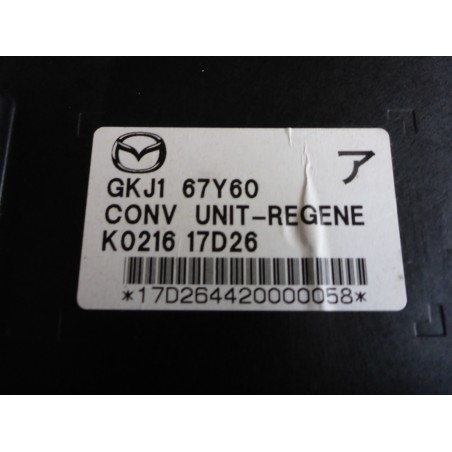 ア
GKJ1 67Y60
CONV UNIT-REGENE
K0216 17D26
*17D264420000058*